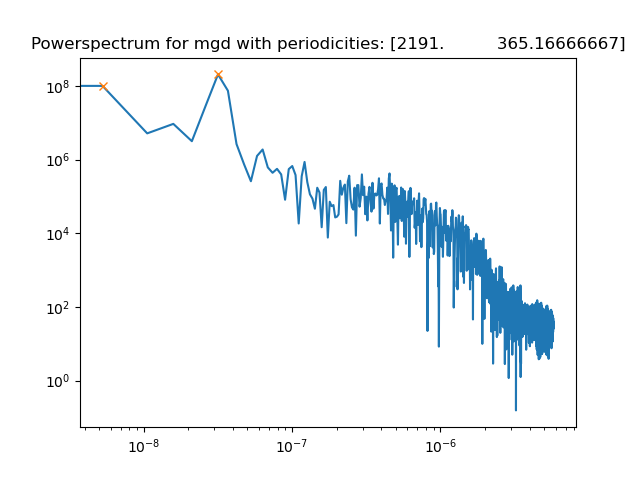 Powerspectrum for mgd with periodicities: [2191. 365.16666667]
10⁸
10⁶
10⁴
10²
10⁰
10⁻⁸ 10⁻⁷ 10⁻⁶